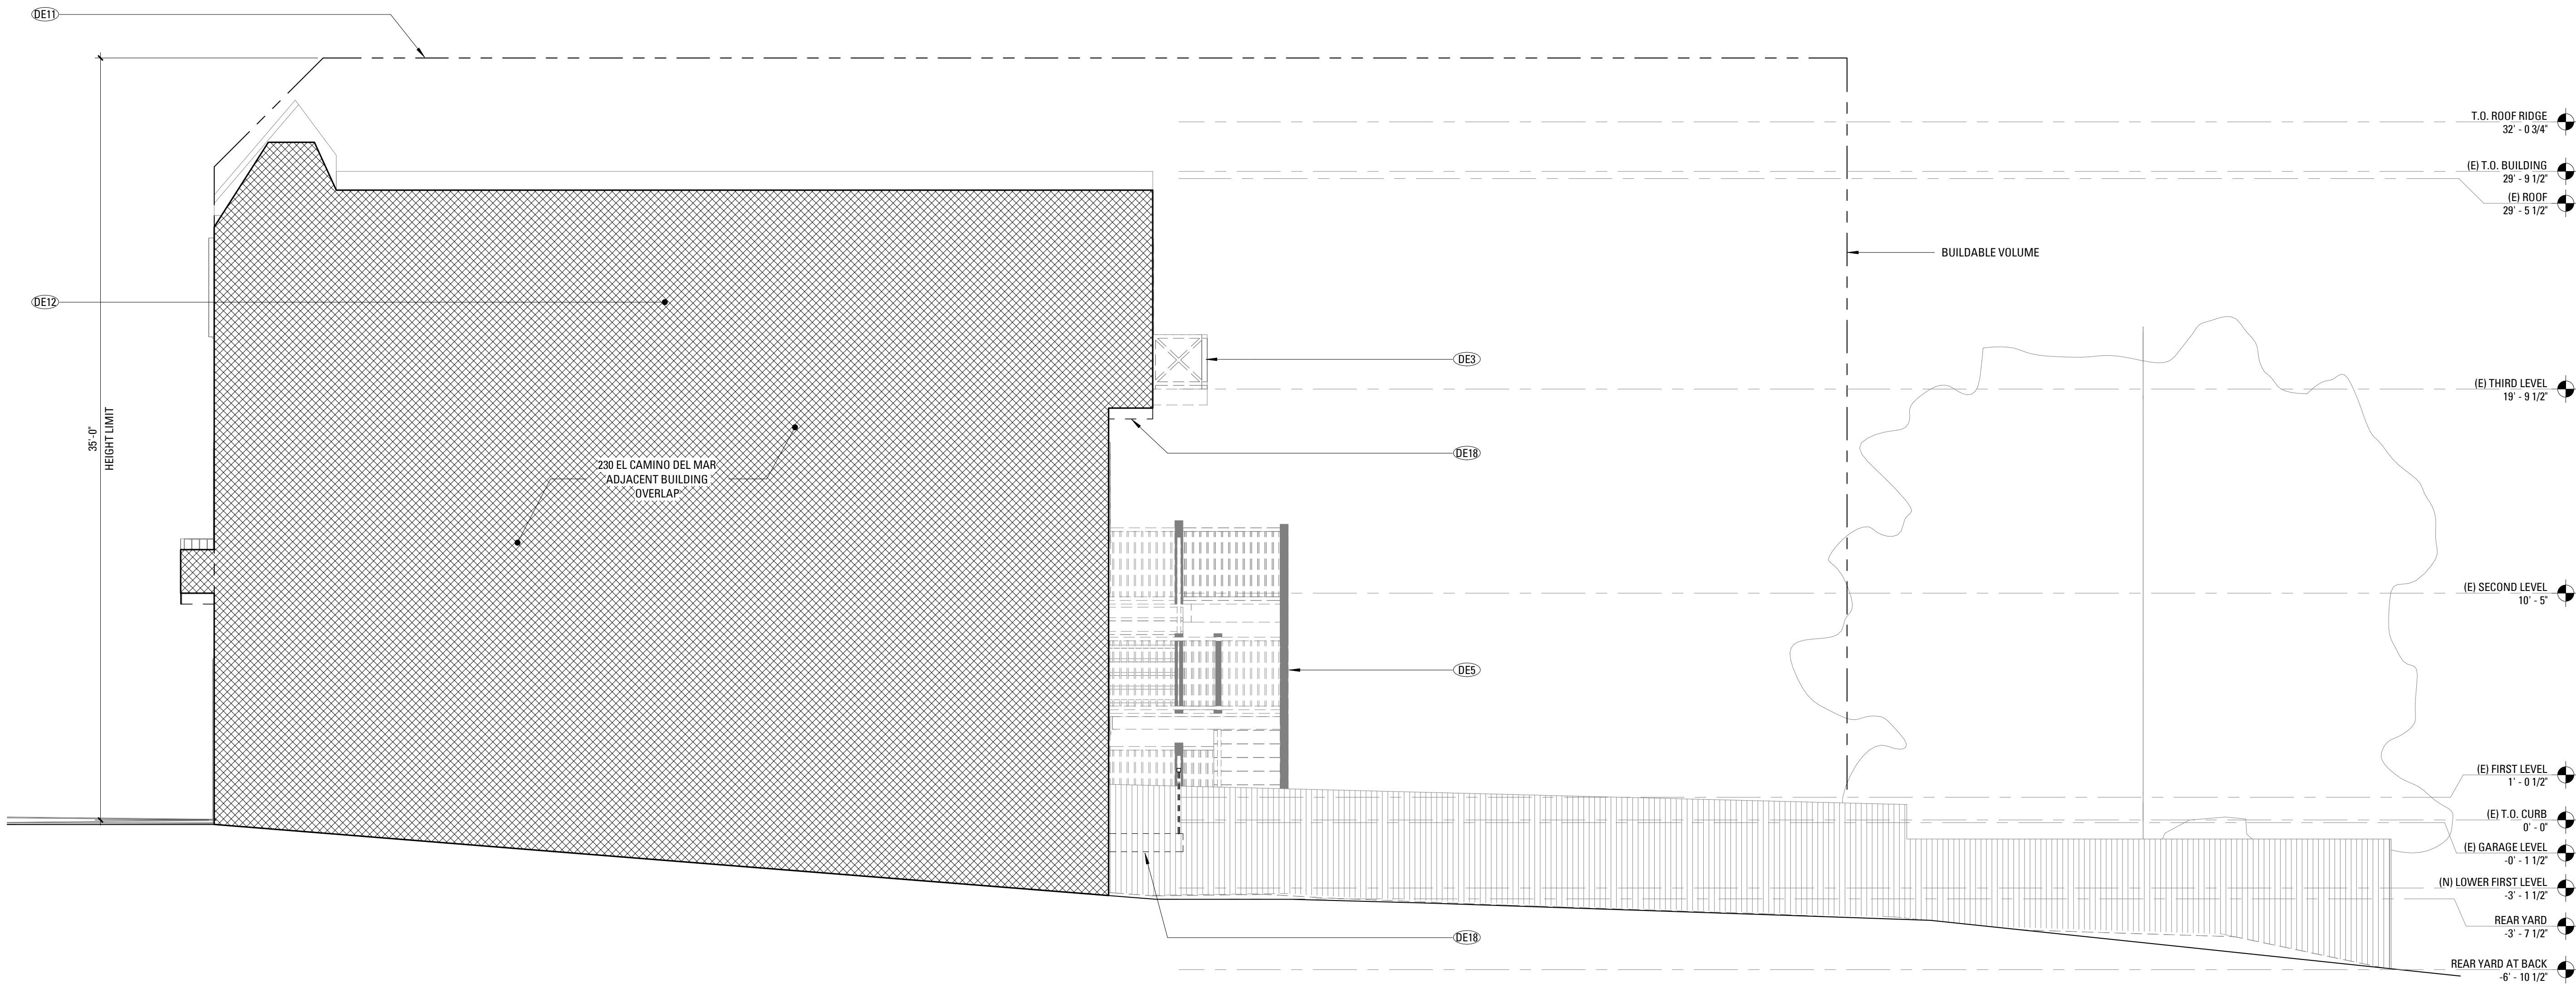 DE11
T.O. ROOF RIDGE
32' - 0 3/4"
(E) T.O. BUILDING
29' - 9 1/2"
(E) ROOF
29' - 5 1/2"
BUILDABLE VOLUME
DE12
DE3
(E) THIRD LEVEL
19' - 9 1/2"
35'-0"
HEIGHT LIMIT
DE18
230 EL CAMINO DEL MAR
ADJACENT BUILDING
OVERLAP
(E) SECOND LEVEL
10' - 5"
DE5
(E) FIRST LEVEL
1' - 0 1/2"
(E) T.O. CURB
0' - 0"
(E) GARAGE LEVEL
-0' - 1 1/2"
(N) LOWER FIRST LEVEL
-3' - 1 1/2"
REAR YARD
-3' - 7 1/2"
DE18
REAR YARD AT BACK
-6' - 10 1/2"